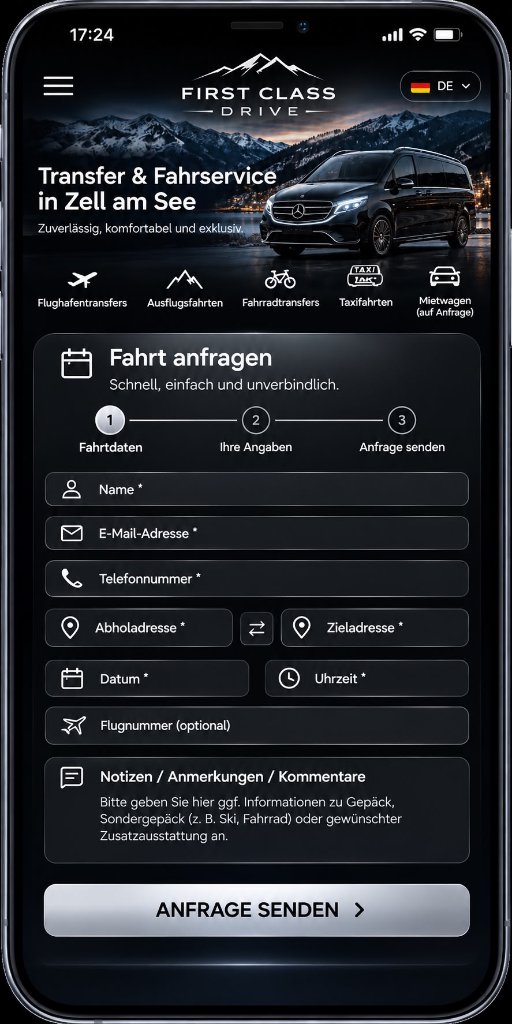 17:24
FIRST CLASS
DRIVE
DE
Transfer & Fahrservice
in Zell am See
Zuverlässig, komfortabel und exklusiv.
Flughafentransfers
Ausflugsfahrten
Fahrradtransfers
TAXI
Taxifahrten
Mietwagen
(auf Anfrage)
Fahrt anfragen
Schnell, einfach und unverbindlich.
1
2
3
Fahrtdaten
Ihre Angaben
Anfrage senden
Name *
E-Mail-Adresse *
Telefonnummer *
Abholadresse *
Zieladresse *
Datum *
Uhrzeit *
Flugnummer (optional)
Notizen / Anmerkungen / Kommentare
Bitte geben Sie hier ggf. Informationen zu Gepäck,
Sondergepäck (z. B. Ski, Fahrrad) oder gewünschter
Zusatzausstattung an.
ANFRAGE SENDEN